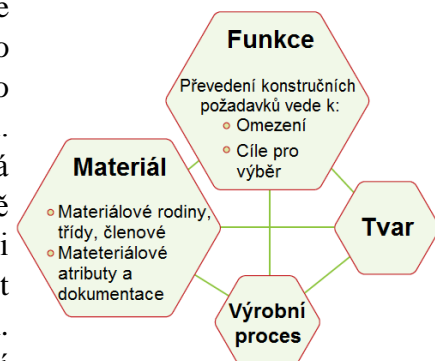 Funkce
Převedení konstrukčních
požadavků vede k:
Omezení
Cíle pro
výběr
Materiál
Materiálové rodiny,
třídy, členové
Mateteriálové
atributy a
dokumentace
Tvar
Výrobní
proces